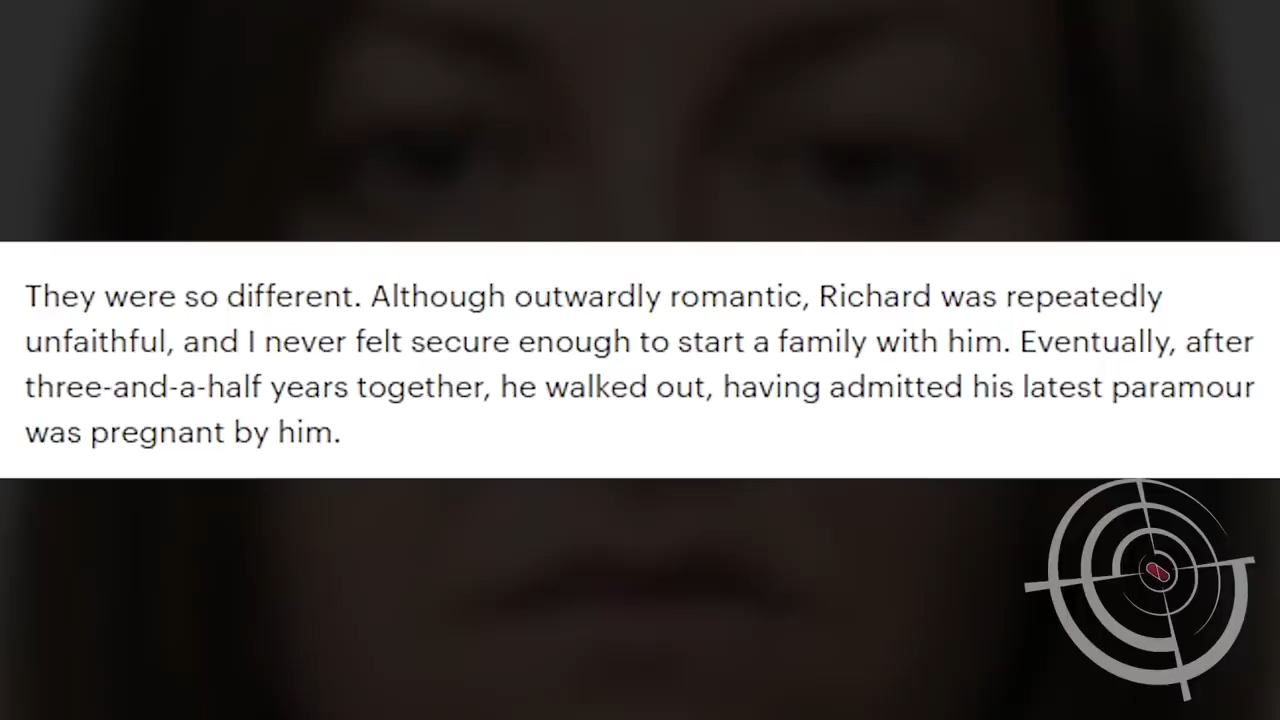 They were so different. Although outwardly romantic, Richard was repeatedly
unfaithful, and I never felt secure enough to start a family with him. Eventually, after
three-and-a-half years together, he walked out, having admitted his latest paramour
was pregnant by him.